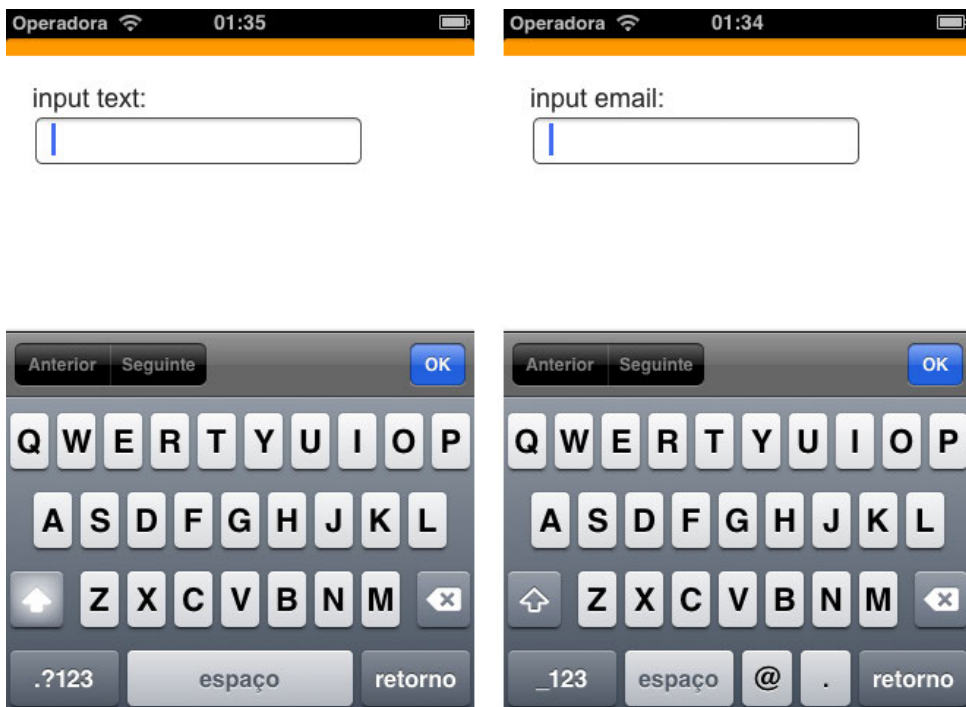 Operadora 01:35
input text:
Anterior Seguinte OK
Q W E R T Y U I O P
A S D F G H J K L
Z X C V B N M
.?123 espaço retorno
Operadora 01:34
input email:
Anterior Seguinte OK
Q W E R T Y U I O P
A S D F G H J K L
Z X C V B N M
_123 espaço @ . retorno